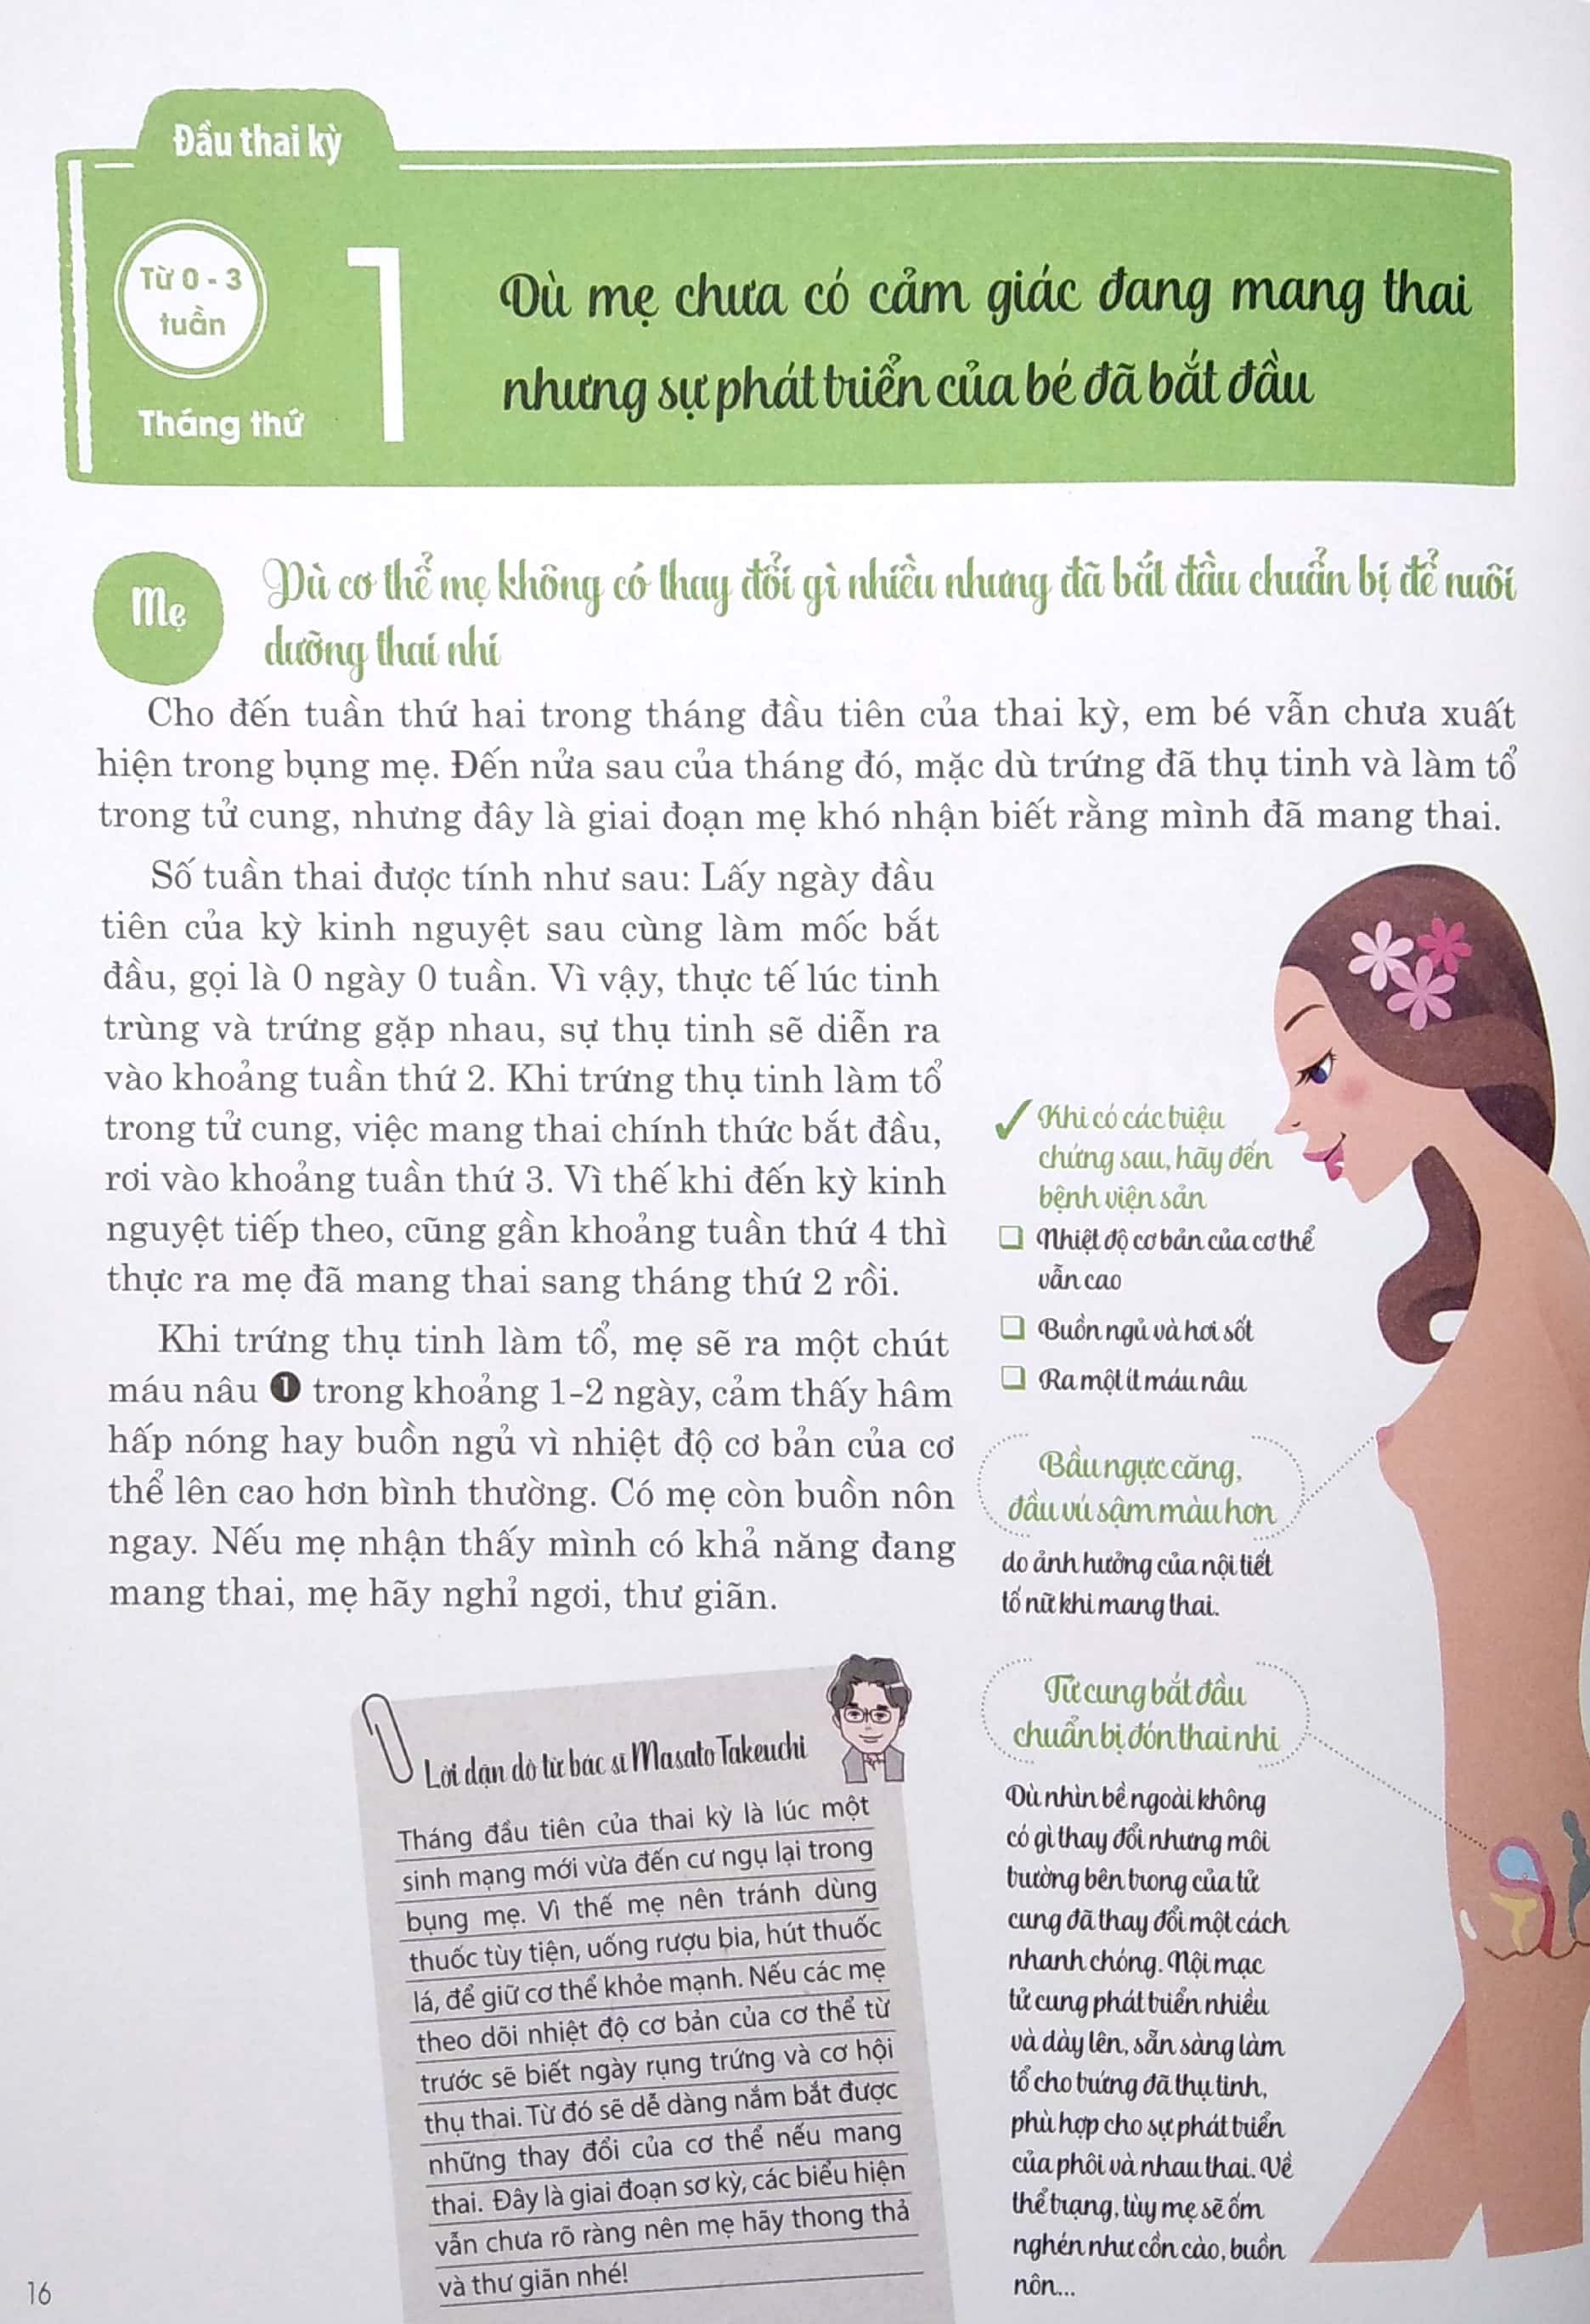 Đầu thai kỳ
Từ 0 - 3
tuần
Tháng thứ
1
Dù mẹ chưa có cảm giác đang mang thai
nhưng sự phát triển của bé đã bắt đầu
Mẹ
Dù cơ thể mẹ không có thay đổi gì nhiều nhưng đã bắt đầu chuẩn bị để nuôi
dưỡng thai nhi
Cho đến tuần thứ hai trong tháng đầu tiên của thai kỳ, em bé vẫn chưa xuất
hiện trong bụng mẹ. Đến nửa sau của tháng đó, mặc dù trứng đã thụ tinh và làm tổ
trong tử cung, nhưng đây là giai đoạn mẹ khó nhận biết rằng mình đã mang thai.
Số tuần thai được tính như sau: Lấy ngày đầu
tiên của kỳ kinh nguyệt sau cùng làm mốc bắt
đầu, gọi là 0 ngày 0 tuần. Vì vậy, thực tế lúc tinh
trùng và trứng gặp nhau, sự thụ tinh sẽ diễn ra
vào khoảng tuần thứ 2. Khi trứng thụ tinh làm tổ
trong tử cung, việc mang thai chính thức bắt đầu,
rơi vào khoảng tuần thứ 3. Vì thế khi đến kỳ kinh
nguyệt tiếp theo, cũng gần khoảng tuần thứ 4 thì
thực ra mẹ đã mang thai sang tháng thứ 2 rồi.
Khi trứng thụ tinh làm tổ, mẹ sẽ ra một chút
máu nâu ❶ trong khoảng 1-2 ngày, cảm thấy hâm
hấp nóng hay buồn ngủ vì nhiệt độ cơ bản của cơ
thể lên cao hơn bình thường. Có mẹ còn buồn nôn
ngay. Nếu mẹ nhận thấy mình có khả năng đang
mang thai, mẹ hãy nghỉ ngơi, thư giãn.
✓ Khi có các triệu
chứng sau, hãy đến
bệnh viện sản
❑ Nhiệt độ cơ bản của cơ thể
vẫn cao
❑ Buồn ngủ và hơi sốt
❑ Ra một ít máu nâu
Bầu ngực căng,
đầu vú sậm màu hơn
do ảnh hưởng của nội tiết
tố nữ khi mang thai.
Tử cung bắt đầu
chuẩn bị đón thai nhi
Dù nhìn bề ngoài không
có gì thay đổi nhưng môi
trường bên trong của tử
cung đã thay đổi một cách
nhanh chóng. Nội mạc
tử cung phát triển nhiều
và dày lên, sẵn sàng làm
tổ cho trứng đã thụ tinh,
phù hợp cho sự phát triển
của phôi và nhau thai. Về
thể trạng, tùy mẹ sẽ ốm
nghén như cồn cào, buồn
nôn...
Lời dặn dò từ bác sĩ Masato Takeuchi
Tháng đầu tiên của thai kỳ là lúc một
sinh mạng mới vừa đến cư ngụ lại trong
bụng mẹ. Vì thế mẹ nên tránh dùng
thuốc tùy tiện, uống rượu bia, hút thuốc
lá, để giữ cơ thể khỏe mạnh. Nếu các mẹ
theo dõi nhiệt độ cơ bản của cơ thể từ
trước sẽ biết ngày rụng trứng và cơ hội
thụ thai. Từ đó sẽ dễ dàng nắm bắt được
những thay đổi của cơ thể nếu mang
thai. Đây là giai đoạn sơ kỳ, các biểu hiện
vẫn chưa rõ ràng nên mẹ hãy thong thả
và thư giãn nhé!
16